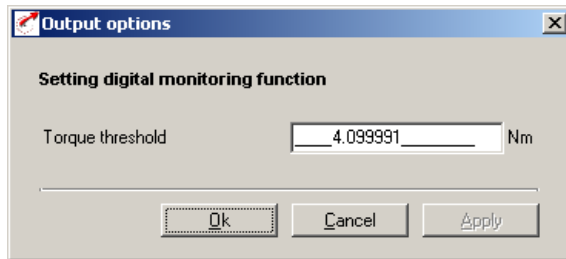 Output options
Setting digital monitoring function
Torque threshold ____4.099991________ Nm
Ok Cancel Apply